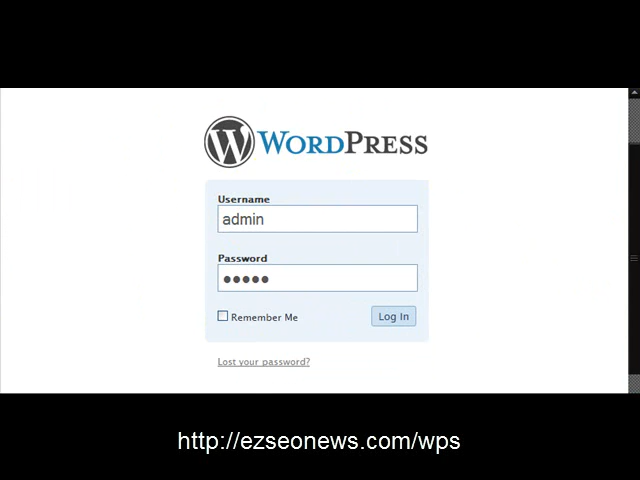 WORDPRESS
Username
admin
Password
Remember Me
Log In
Lost your password?
http://ezseonews.com/wps